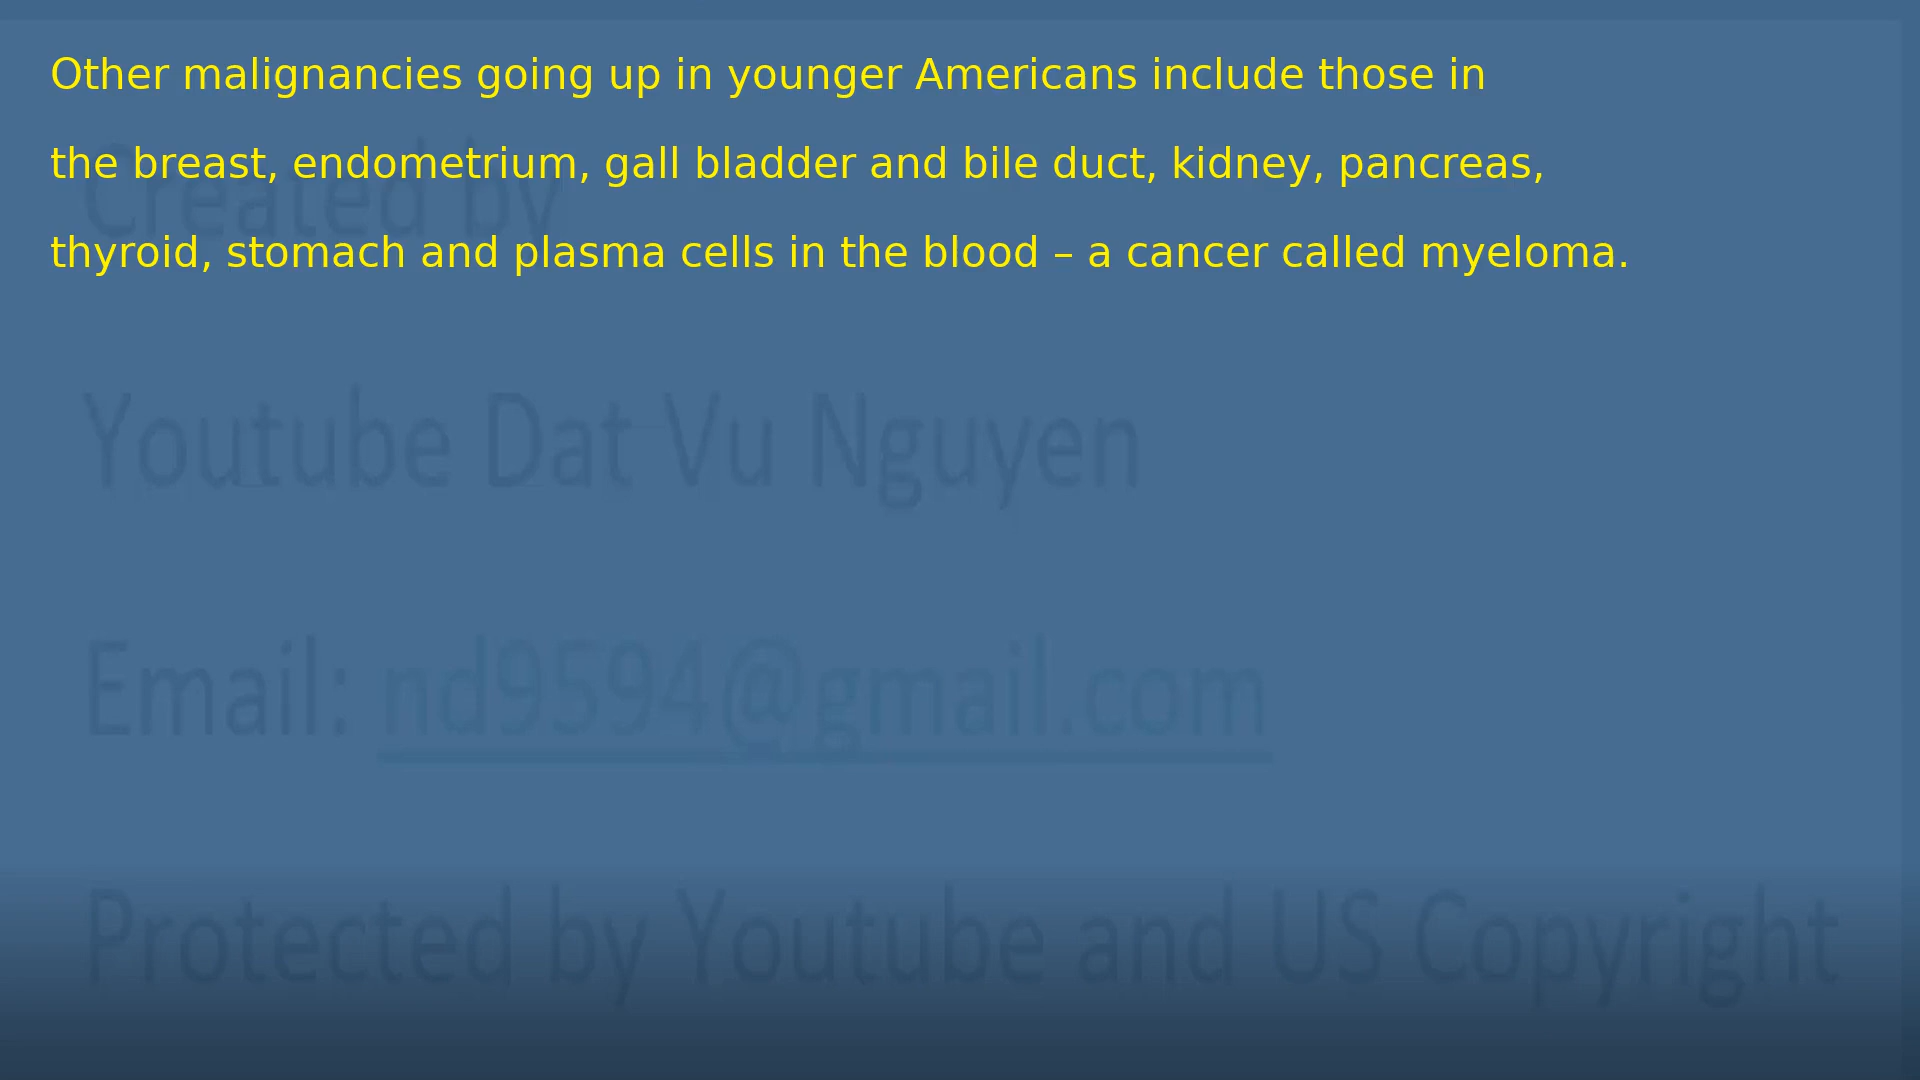 Other malignancies going up in younger Americans include those in
the breast, endometrium, gall bladder and bile duct, kidney, pancreas,
thyroid, stomach and plasma cells in the blood – a cancer called myeloma.
Created by
Youtube Dat Vu Nguyen
Email: nd9594@gmail.com
Protected by Youtube and US Copyright